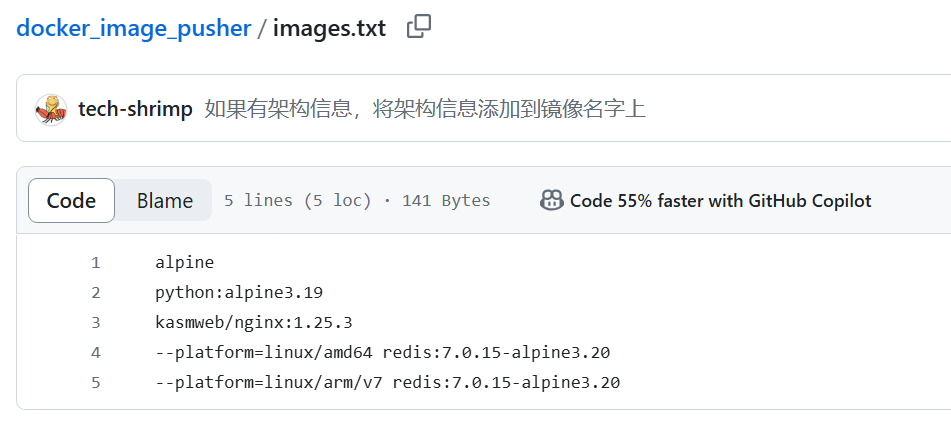 docker_image_pusher / images.txt
tech-shrimp 如果有架构信息，将架构信息添加到镜像名字上
Code Blame 5 lines (5 loc) · 141 Bytes Code 55% faster with GitHub Copilot
1 alpine
2 python:alpine3.19
3 kasmweb/nginx:1.25.3
4 --platform=linux/amd64 redis:7.0.15-alpine3.20
5 --platform=linux/arm/v7 redis:7.0.15-alpine3.20